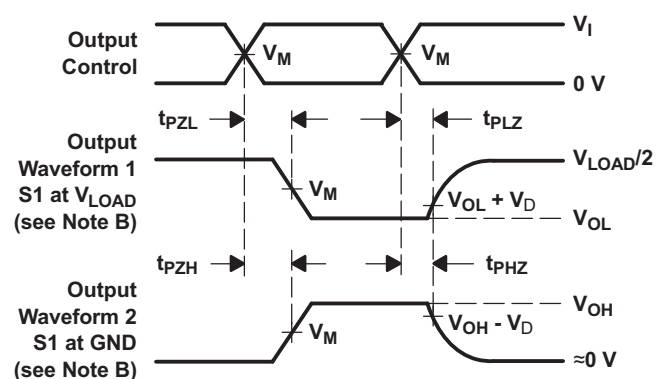 Output
Control
V_M
V_M
V_I
0 V
t_PZL
t_PLZ
Output
Waveform 1
S1 at V_LOAD
(see Note B)
V_M
V_LOAD/2
V_OL + V_D
V_OL
t_PZH
t_PHZ
Output
Waveform 2
S1 at GND
(see Note B)
V_M
V_OH
V_OH - V_D
≈0 V